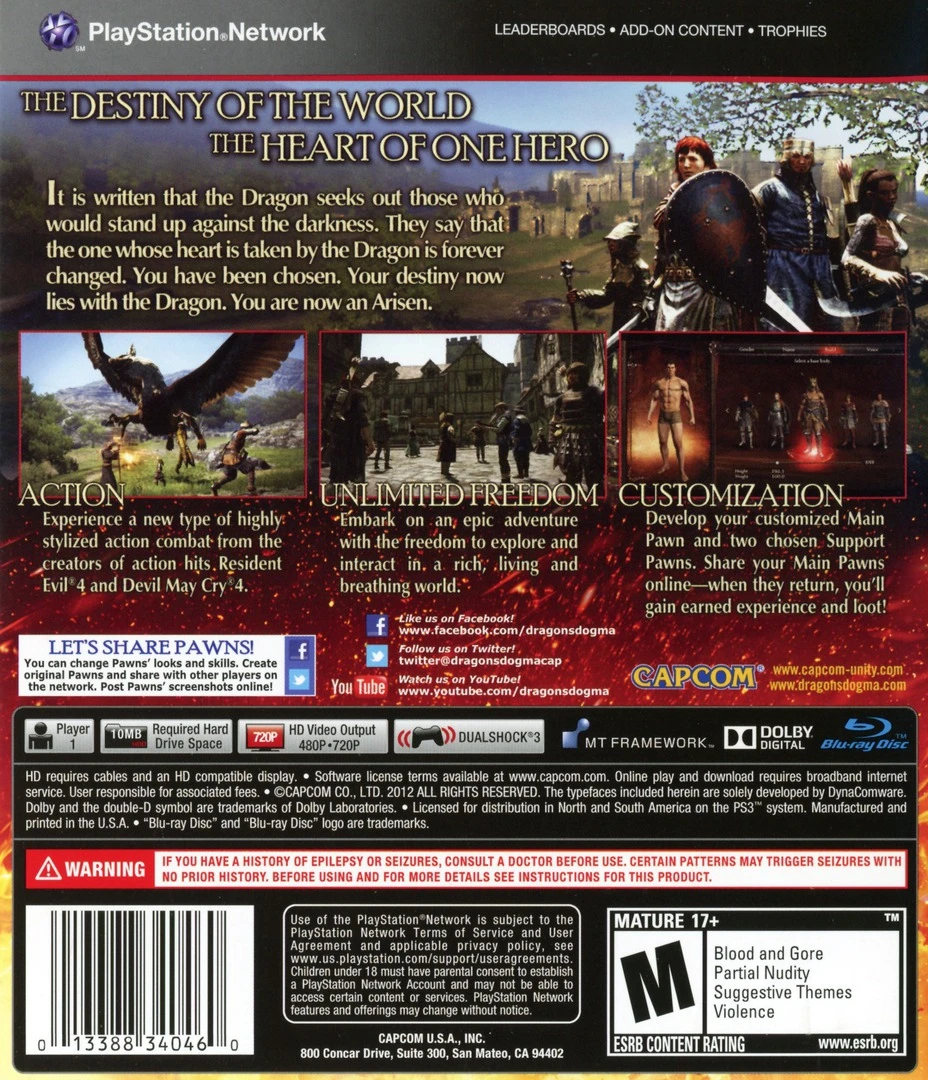 PlayStation®Network
SM
LEADERBOARDS • ADD-ON CONTENT • TROPHIES
THE DESTINY OF THE WORLD
THE HEART OF ONE HERO
It is written that the Dragon seeks out those who
would stand up against the darkness. They say that
the one whose heart is taken by the Dragon is forever
changed. You have been chosen. Your destiny now
lies with the Dragon. You are now an Arisen.
Gender Name Build Voice
ACTION
Experience a new type of highly
stylized action combat from the
creators of action hits Resident
Evil®4 and Devil May Cry®4.
UNLIMITED FREEDOM
Embark on an epic adventure
with the freedom to explore and
interact in a rich, living and
breathing world.
CUSTOMIZATION
Develop your customized Main
Pawn and two chosen Support
Pawns. Share your Main Pawns
online—when they return, you'll
gain earned experience and loot!
LET'S SHARE PAWNS!
You can change Pawns' looks and skills. Create
original Pawns and share with other players on
the network. Post Pawns' screenshots online!
Like us on Facebook!
www.facebook.com/dragonsdogma
Follow us on Twitter!
twitter@dragonsdogmacap
YouTube
Watch us on YouTube!
www.youtube.com/dragonsdogma
CAPCOM®
www.capcom-unity.com
www.dragonsdogma.com
Player
1
10MB
Required Hard
Drive Space
720P
HD Video Output
480P•720P
DUALSHOCK®3
MT FRAMEWORK™
DOLBY
DIGITAL
Blu-ray Disc
HD requires cables and an HD compatible display. • Software license terms available at www.capcom.com. Online play and download requires broadband internet
service. User responsible for associated fees. • ©CAPCOM CO., LTD. 2012 ALL RIGHTS RESERVED. The typefaces included herein are solely developed by DynaComware.
Dolby and the double-D symbol are trademarks of Dolby Laboratories. • Licensed for distribution in North and South America on the PS3™ system. Manufactured and
printed in the U.S.A. • "Blu-ray Disc" and "Blu-ray Disc" logo are trademarks.
WARNING
IF YOU HAVE A HISTORY OF EPILEPSY OR SEIZURES, CONSULT A DOCTOR BEFORE USE. CERTAIN PATTERNS MAY TRIGGER SEIZURES WITH
NO PRIOR HISTORY. BEFORE USING AND FOR MORE DETAILS SEE INSTRUCTIONS FOR THIS PRODUCT.
0 13388 34046 0
Use of the PlayStation®Network is subject to the
PlayStation Network Terms of Service and User
Agreement and applicable privacy policy, see
www.us.playstation.com/support/useragreements.
Children under 18 must have parental consent to establish
a PlayStation Network Account and may not be able to
access certain content or services. PlayStation Network
features and offerings may change without notice.
CAPCOM U.S.A., INC.
800 Concar Drive, Suite 300, San Mateo, CA 94402
MATURE 17+ ™
M
Blood and Gore
Partial Nudity
Suggestive Themes
Violence
ESRB CONTENT RATING www.esrb.org